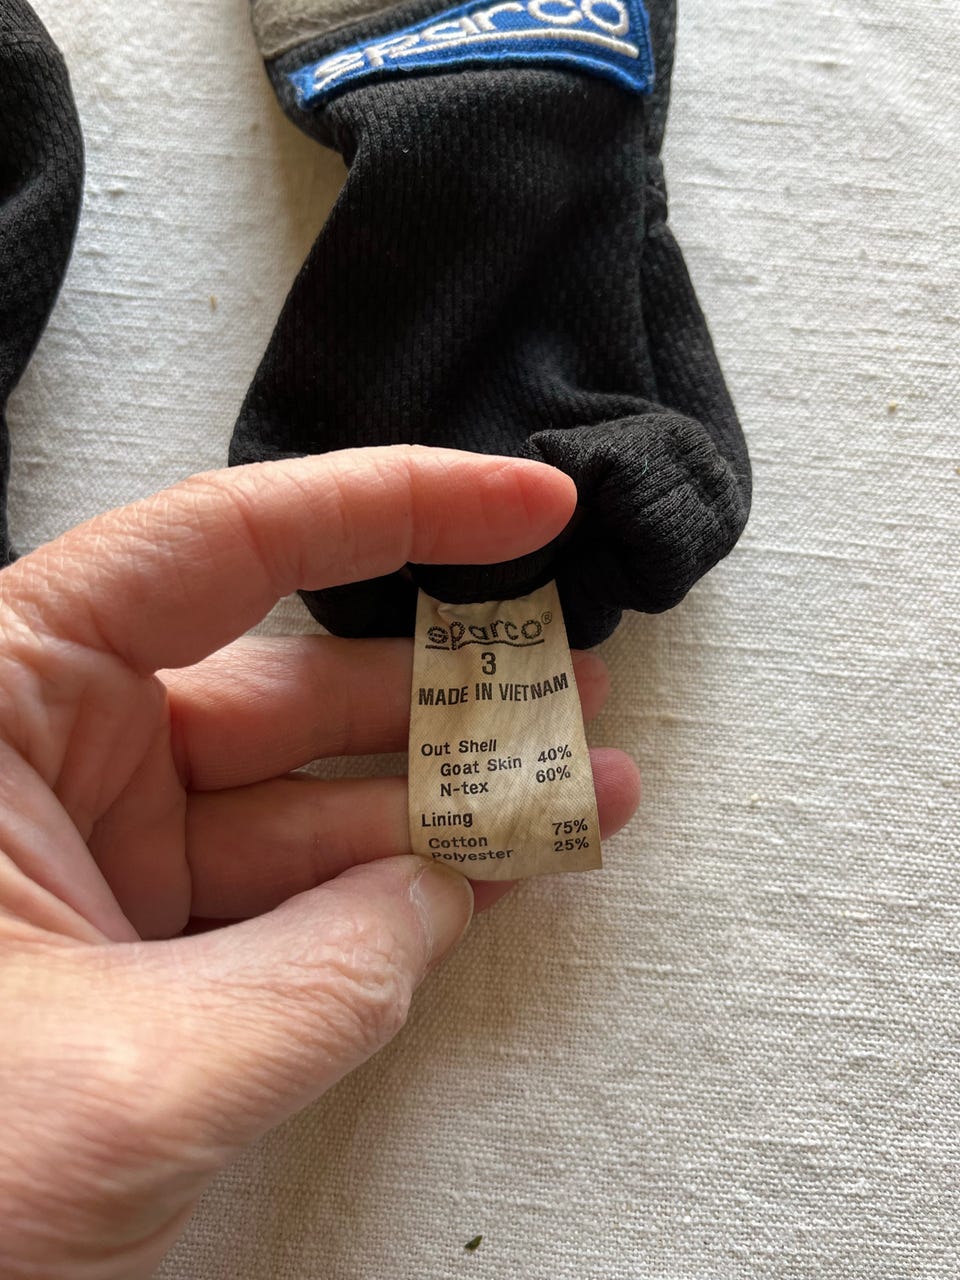 sparco
sparco®
3
MADE IN VIETNAM
Out Shell
Goat Skin 40%
N-tex 60%
Lining
Cotton 75%
Polyester 25%